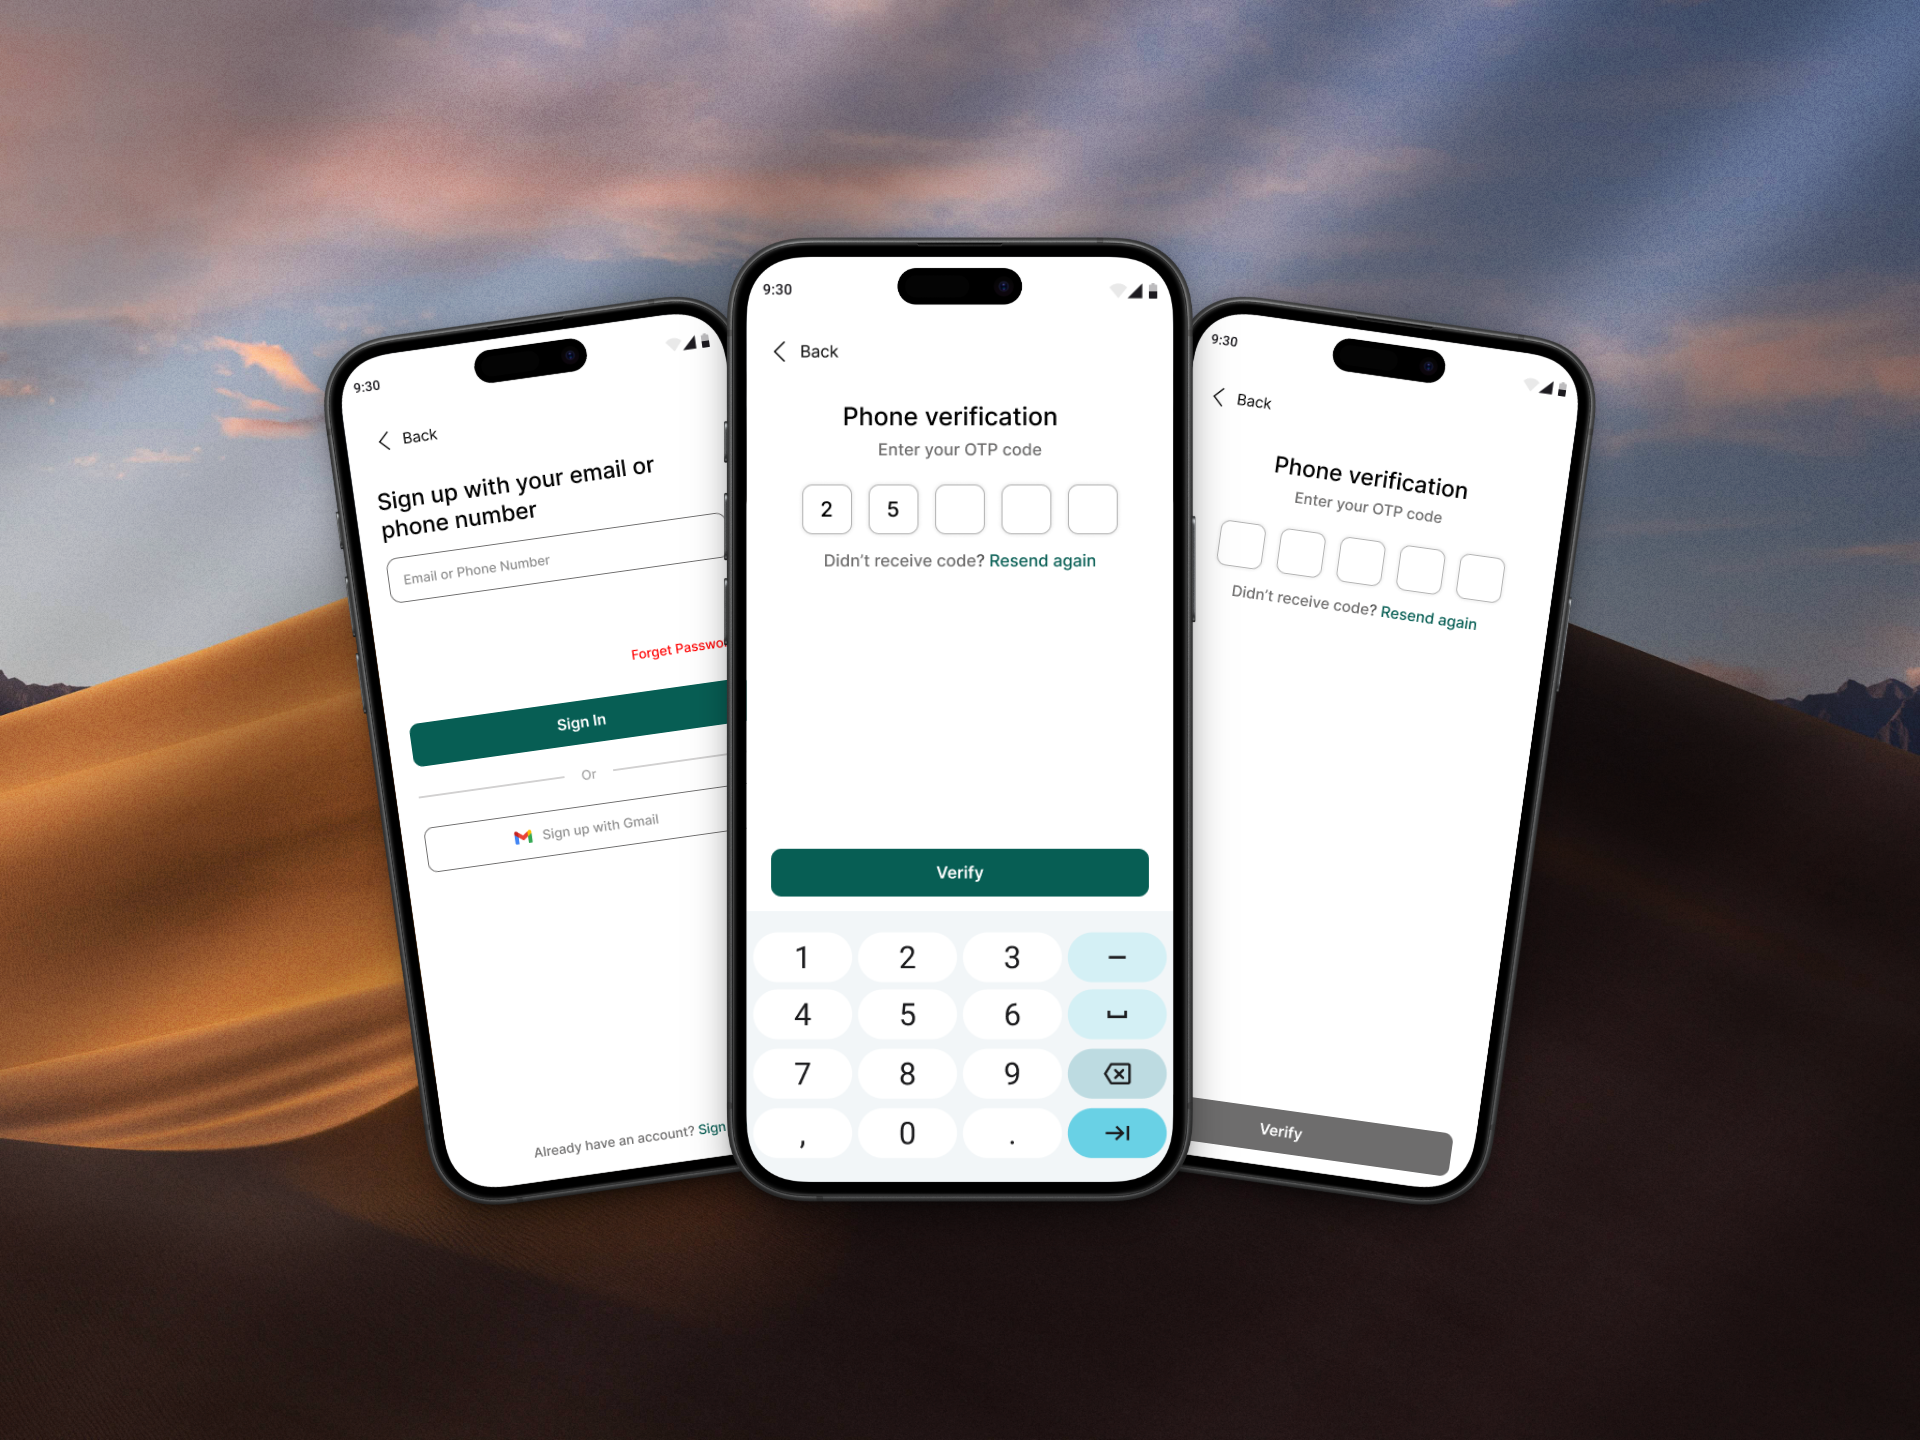 9:30
Back
Sign up with your email or
phone number
Email or Phone Number
Forget Passwo
Sign In
Or
Sign up with Gmail
Already have an account? Sign
9:30
Back
Phone verification
Enter your OTP code
2 5
Didn't receive code? Resend again
Verify
1 2 3 –
4 5 6
7 8 9
, 0 .
9:30
Back
Phone verification
Enter your OTP code
Didn't receive code? Resend again
Verify